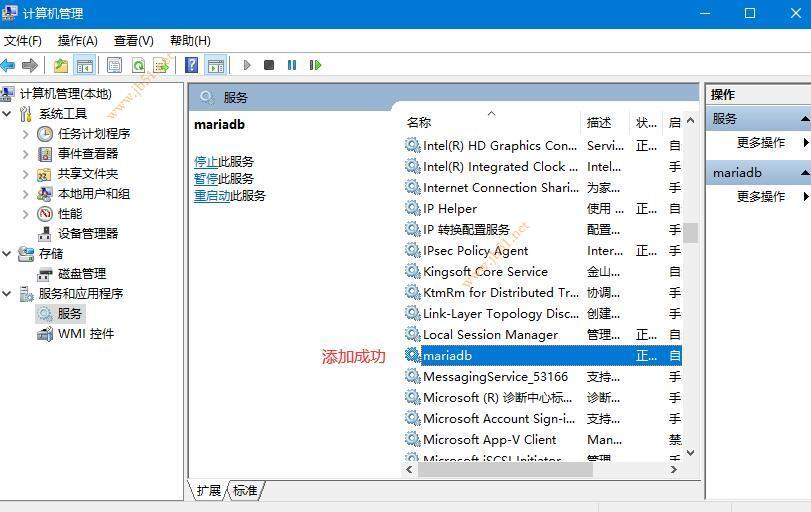 计算机管理
文件(F) 操作(A) 查看(V) 帮助(H)
计算机管理(本地)
系统工具
任务计划程序
事件查看器
共享文件夹
本地用户和组
性能
设备管理器
存储
磁盘管理
服务和应用程序
服务
WMI 控件
服务
mariadb
停止此服务
暂停此服务
重启动此服务
添加成功
名称 描述 状... 启
Intel(R) HD Graphics Con... Servi... 正... 自
Intel(R) Integrated Clock ... Intel... 手
Internet Connection Shari... 为家... 手
IP Helper 使用 ... 正... 自
IP 转换配置服务 配置... 手
IPsec Policy Agent Inter... 正... 手
Kingsoft Core Service 金山... 自
KtmRm for Distributed Tr... 协调... 手
Link-Layer Topology Disc... 创建... 手
Local Session Manager 管理... 正... 自
mariadb 正... 自
MessagingService_53166 支持... 手
Microsoft (R) 诊断中心标... 诊断... 手
Microsoft Account Sign-i... 支持... 手
Microsoft App-V Client Man... 禁
Microsoft iSCSI Initiator ... 管理... 手
扩展 标准
操作
服务
更多操作
mariadb
更多操作
www.jb51.net
www.jb51.net